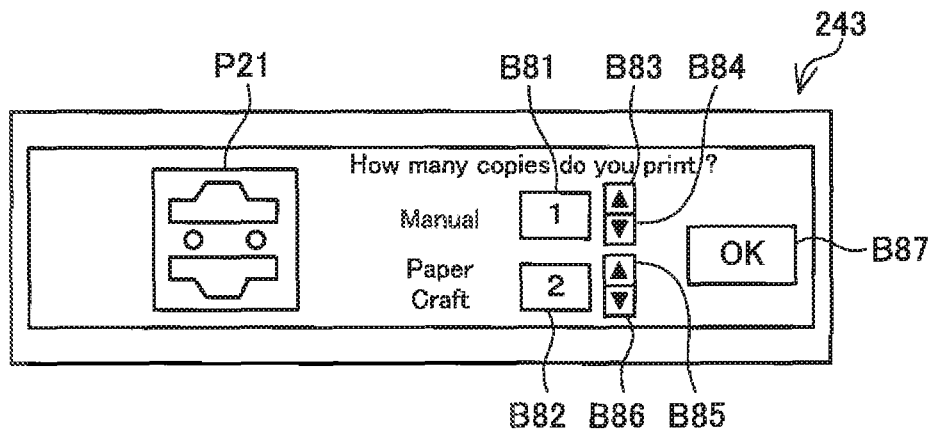 243
P21
B81
B83
B84
How many copies do you print ?
Manual
1
▲
▼
OK
B87
Paper
Craft
2
▲
▼
B82
B86
B85